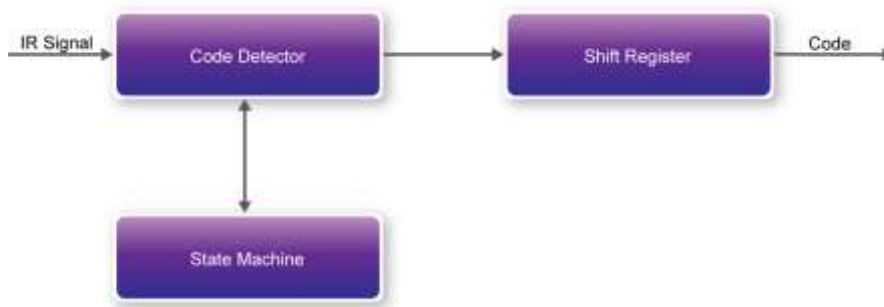 IR Signal
Code Detector
Shift Register
Code
State Machine